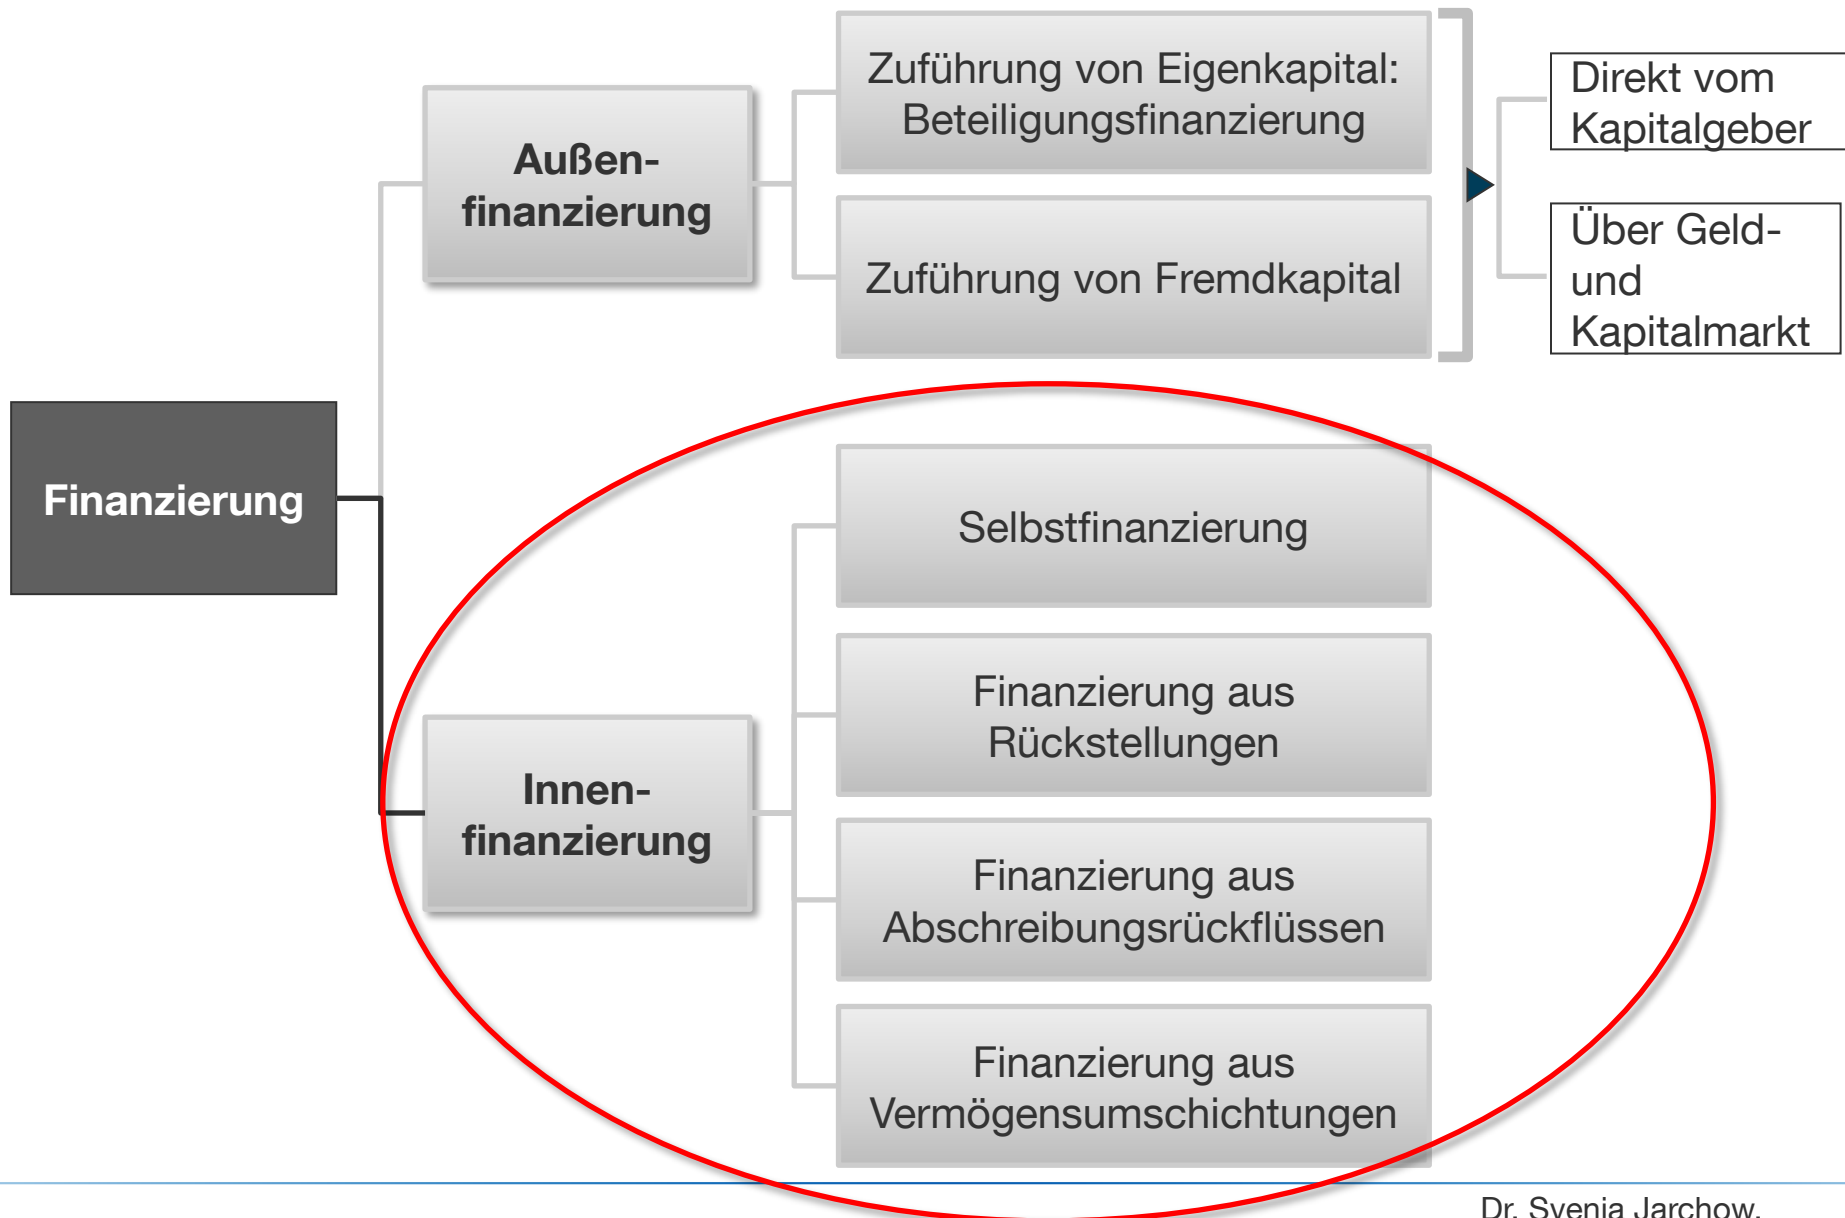 Zuführung von Eigenkapital:
Beteiligungsfinanzierung
Direkt vom
Kapitalgeber
Außen-
finanzierung
Zuführung von Fremdkapital
Über Geld-
und
Kapitalmarkt
Finanzierung
Selbstfinanzierung
Finanzierung aus
Rückstellungen
Innen-
finanzierung
Finanzierung aus
Abschreibungsrückflüssen
Finanzierung aus
Vermögensumschichtungen
Dr. Svenja Jarchow,